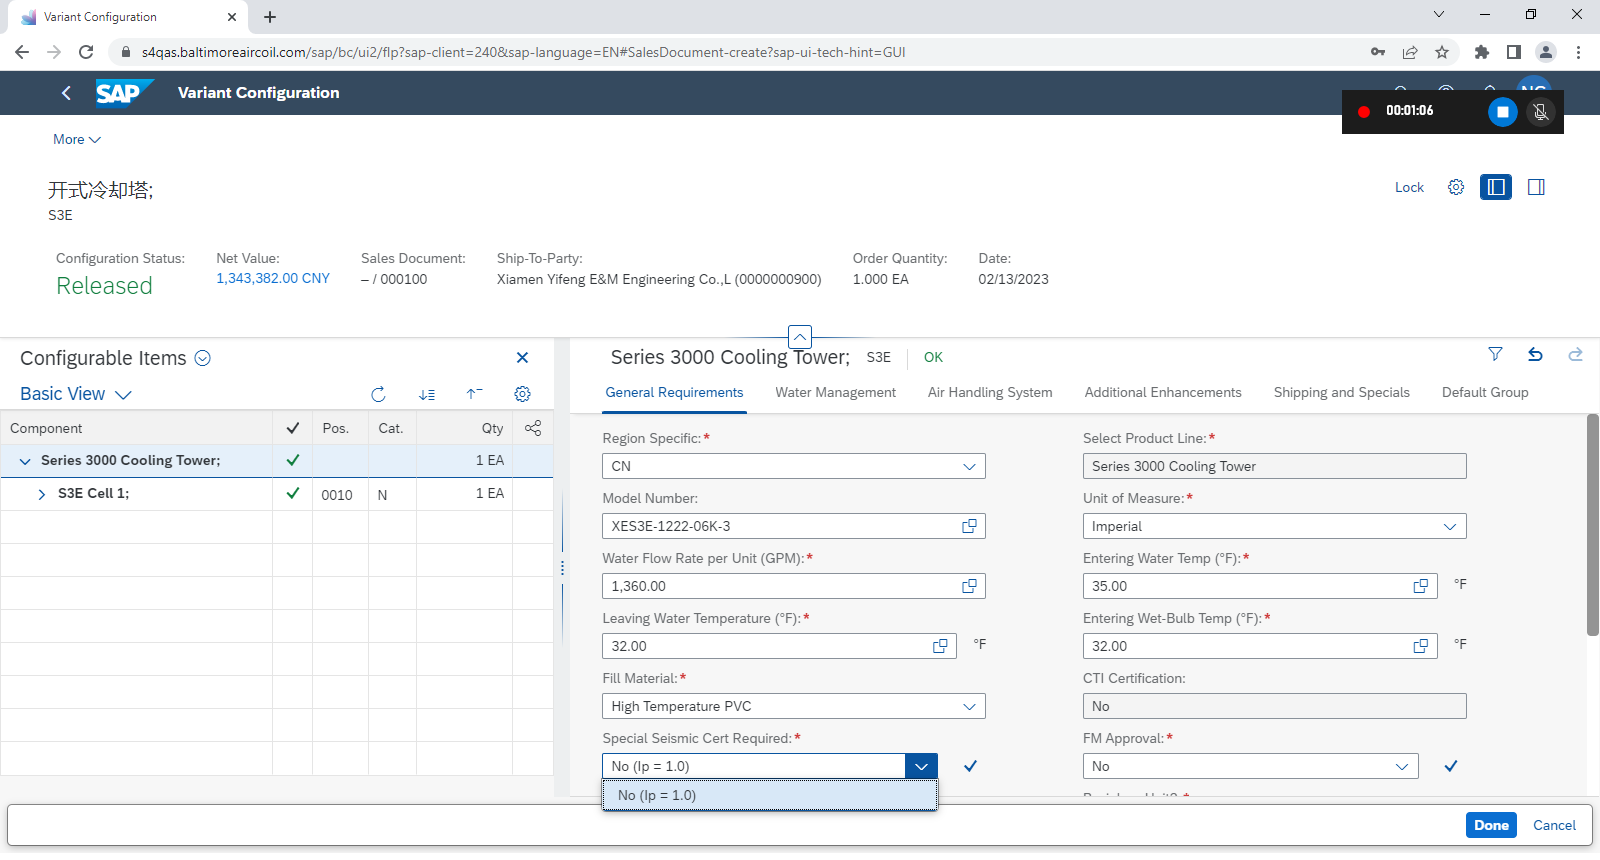 Variant Configuration
s4qas.baltimoreaircoil.com/sap/bc/ui2/flp?sap-client=240&sap-language=EN#SalesDocument-create?sap-ui-tech-hint=GUI
SAP
Variant Configuration
00:01:06
More
开式冷却塔;
S3E
Lock
Configuration Status:
Released
Net Value:
1,343,382.00 CNY
Sales Document:
– / 000100
Ship-To-Party:
Xiamen Yifeng E&M Engineering Co.,L (0000000900)
Order Quantity:
1.000 EA
Date:
02/13/2023
Configurable Items
Basic View
Component Pos. Cat. Qty
Series 3000 Cooling Tower; 1 EA
S3E Cell 1; 0010 N 1 EA
Series 3000 Cooling Tower; S3E OK
General Requirements Water Management Air Handling System Additional Enhancements Shipping and Specials Default Group
Region Specific:*
CN
Select Product Line:*
Series 3000 Cooling Tower
Model Number:
XES3E-1222-06K-3
Unit of Measure:*
Imperial
Water Flow Rate per Unit (GPM):*
1,360.00
Entering Water Temp (°F):*
35.00 °F
Leaving Water Temperature (°F):*
32.00 °F
Entering Wet-Bulb Temp (°F):*
32.00 °F
Fill Material:*
High Temperature PVC
CTI Certification:
No
Special Seismic Cert Required:*
No (Ip = 1.0)
No (Ip = 1.0)
FM Approval:*
No
Done Cancel